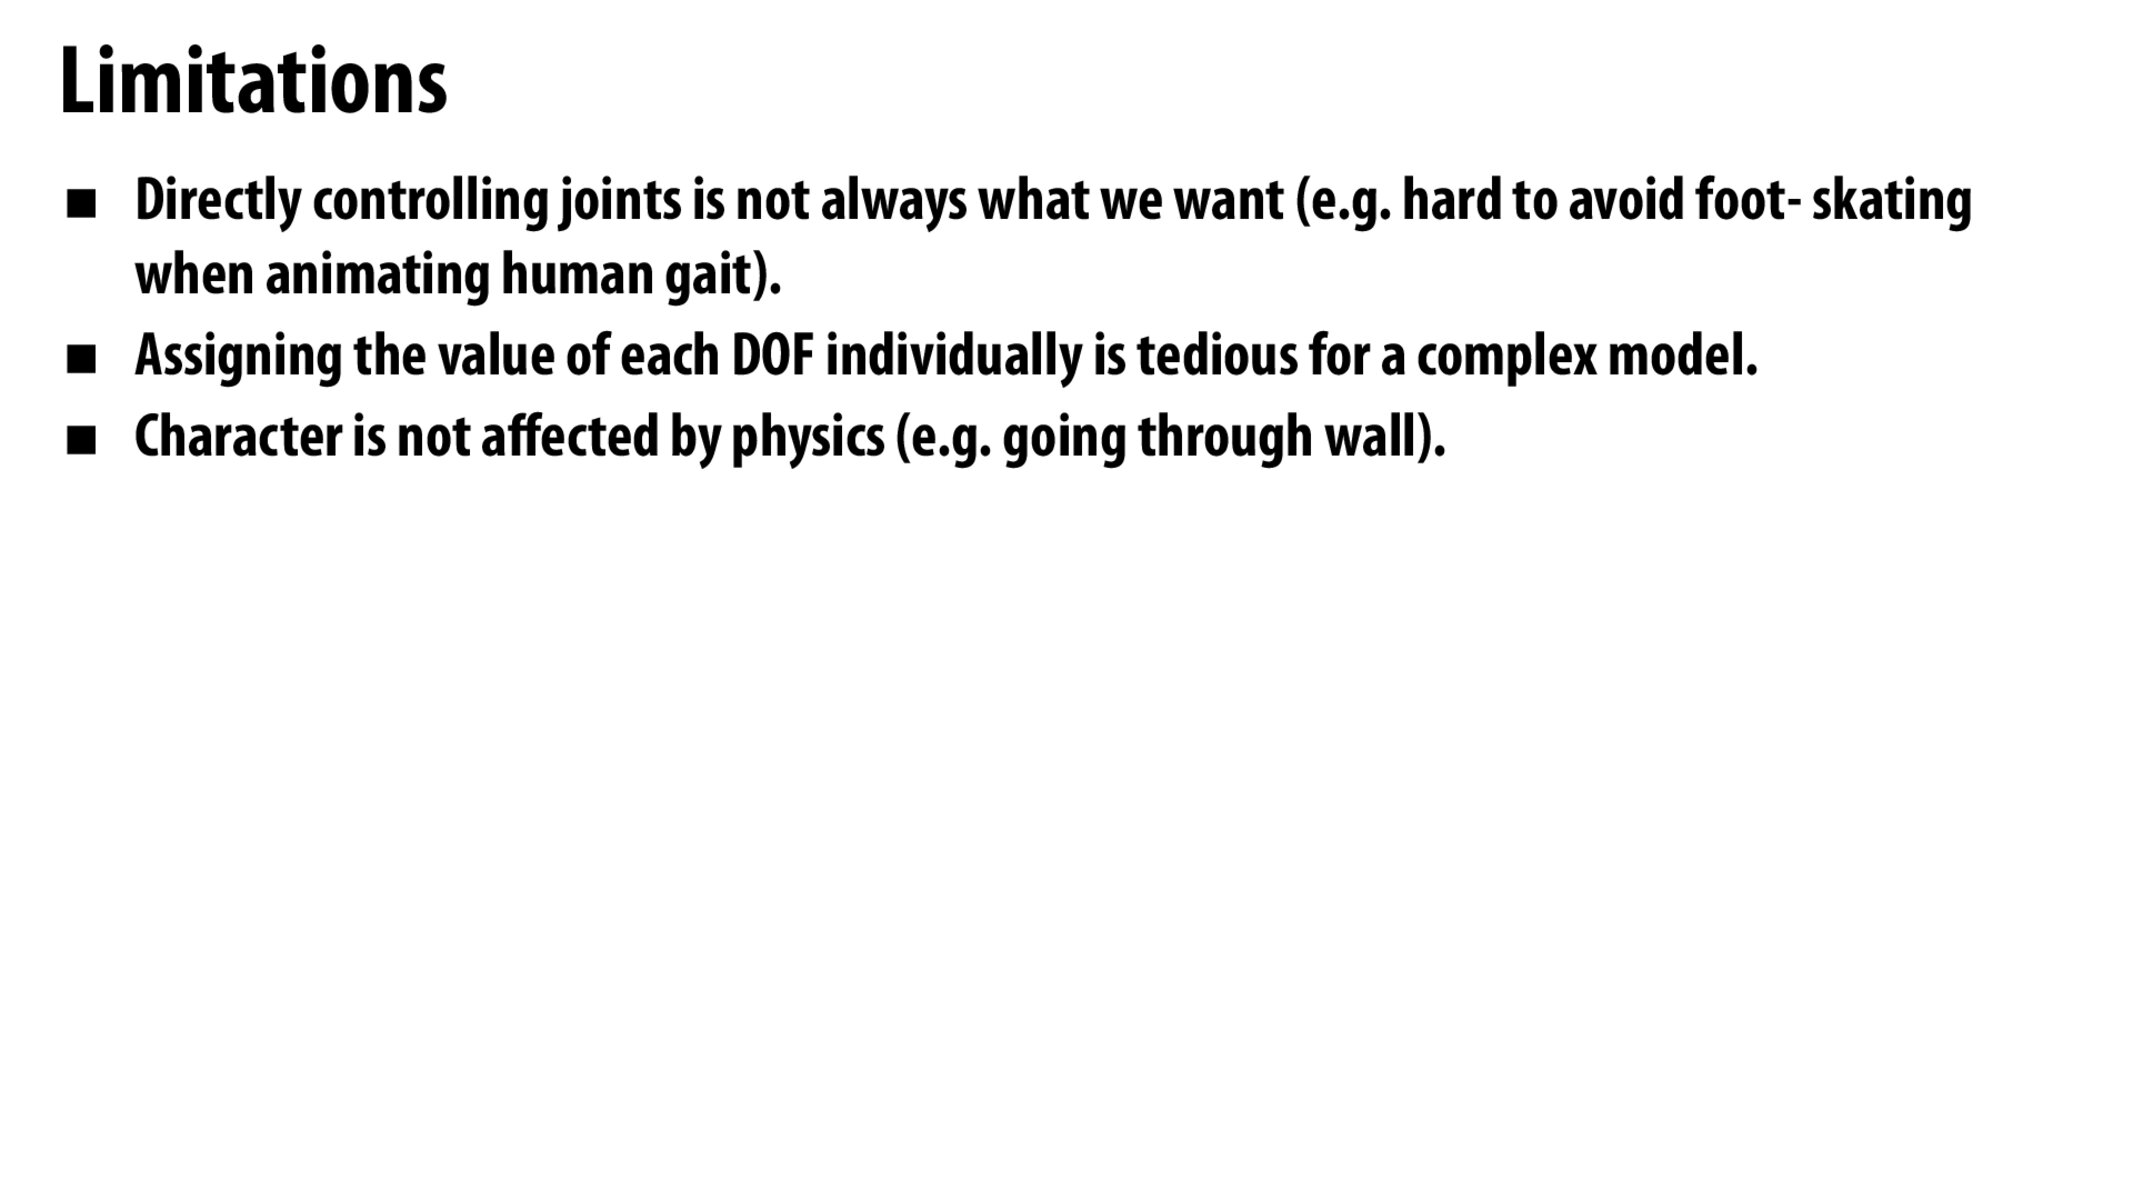 Limitations
■ Directly controlling joints is not always what we want (e.g. hard to avoid foot- skating
when animating human gait).
■ Assigning the value of each DOF individually is tedious for a complex model.
■ Character is not affected by physics (e.g. going through wall).